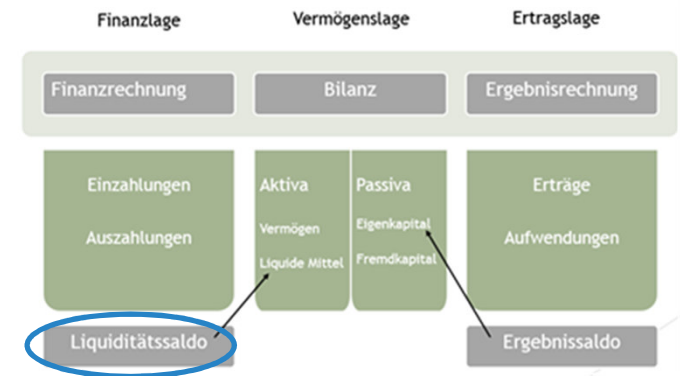 Finanzlage Vermögenslage Ertragslage
Finanzrechnung Bilanz Ergebnisrechnung
Einzahlungen Aktiva Passiva Erträge
Vermögen Eigenkapital
Auszahlungen Aufwendungen
Liquide Mittel Fremdkapital
Liquiditätssaldo Ergebnissaldo